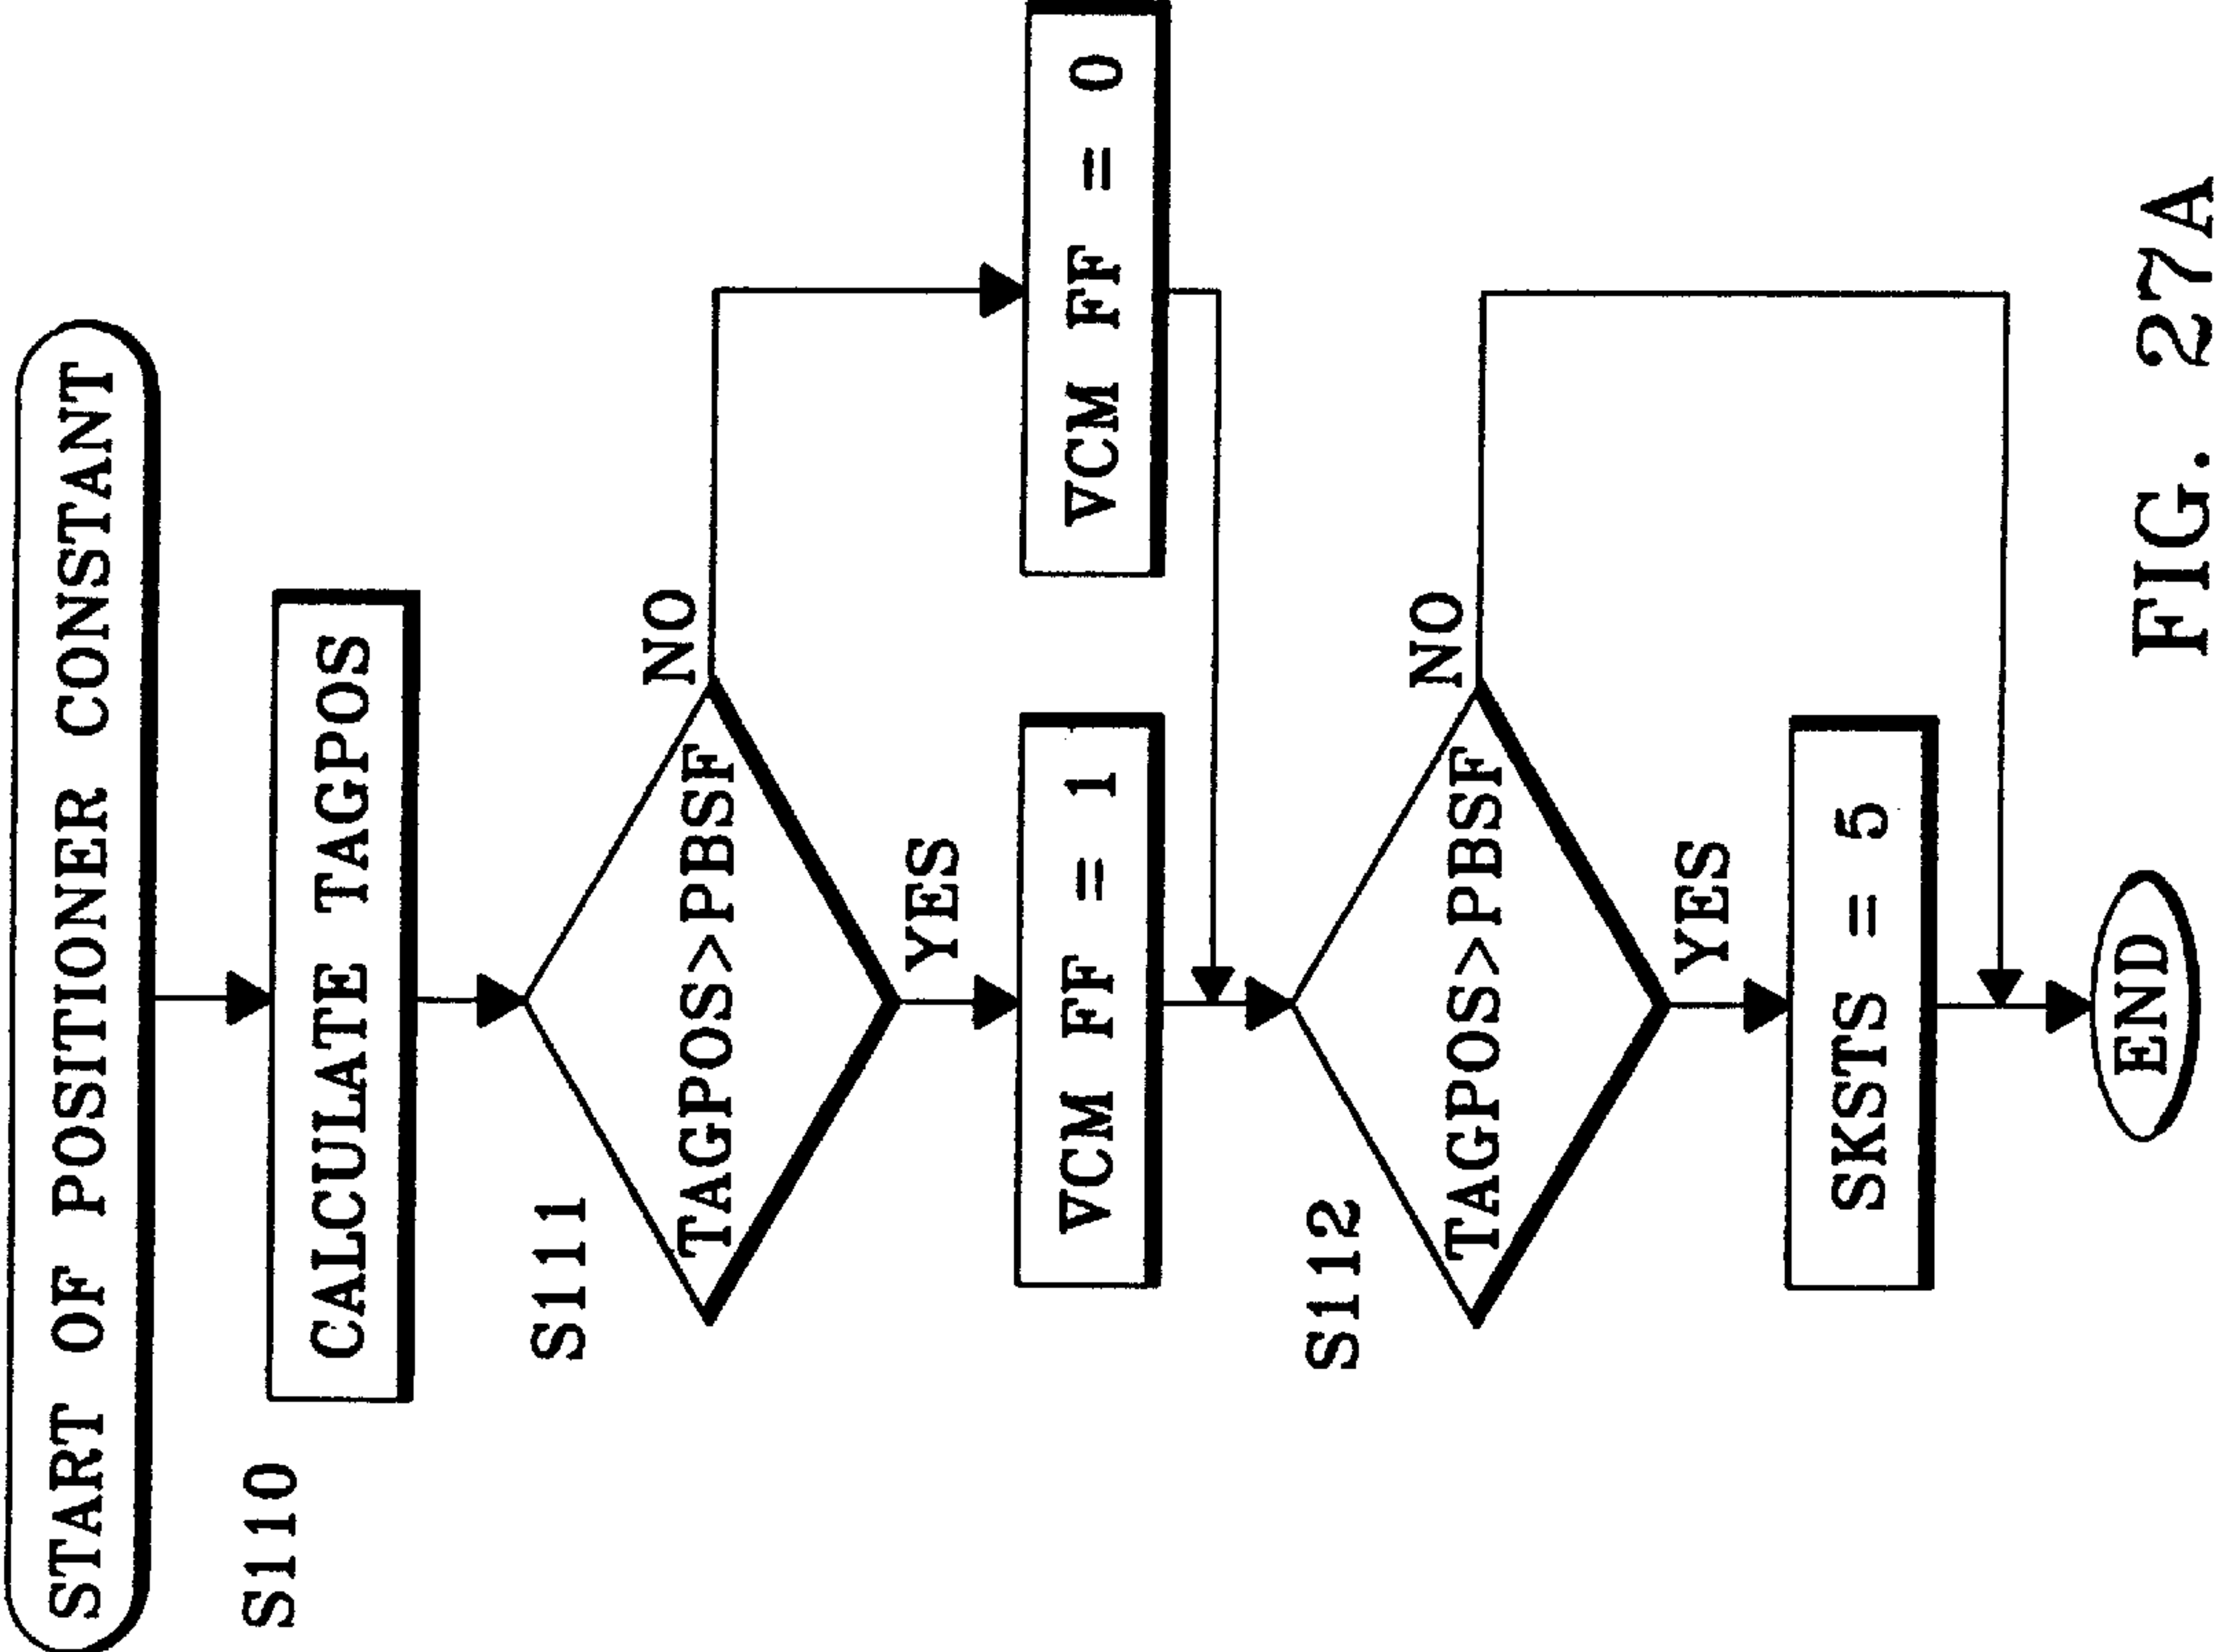 START OF POSITIONER CONSTANT
S110
CALCULATE TAGPOS
S111
TAGPOS>PBSF
NO
YES
VCM FF = 1
VCM FF = 0
S112
TAGPOS>PBSF
NO
YES
SKSTS = 5
END
FIG. 27A